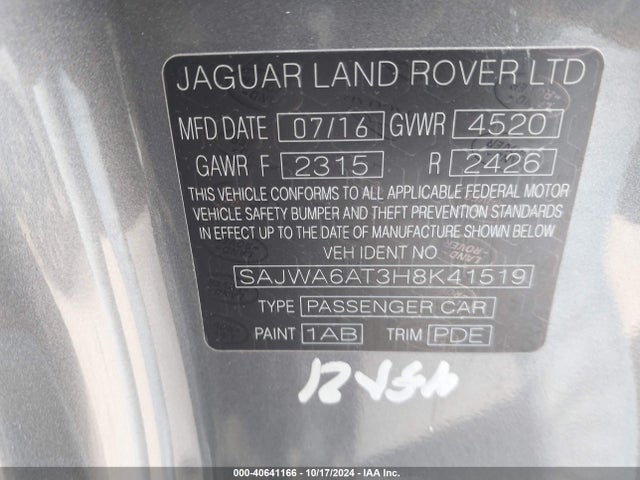 JAGUAR LAND ROVER LTD
MFD DATE 07/16 GVWR 4520
GAWR F 2315 R 2426
THIS VEHICLE CONFORMS TO ALL APPLICABLE FEDERAL MOTOR
VEHICLE SAFETY BUMPER AND THEFT PREVENTION STANDARDS
IN EFFECT UP TO THE DATE OF MANUFACTURING SHOWN BELOW
VEH IDENT NO
SAJWA6AT3H8K41519
TYPE PASSENGER CAR
PAINT 1AB TRIM PDE
000-40641166 - 10/17/2024 - IAA Inc.